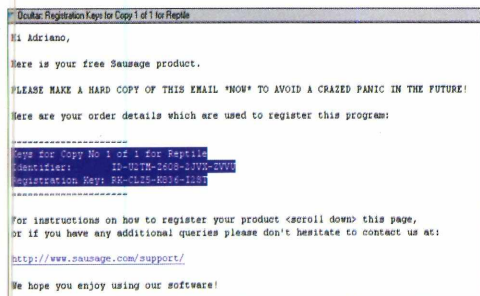 Ocultar: Registration Keys for Copy 1 of 1 for Reptile
Hi Adriano,
Here is your free Sausage product.
PLEASE MAKE A HARD COPY OF THIS EMAIL *NOW* TO AVOID A CRAZED PANIC IN THE FUTURE!
Here are your order details which are used to register this program:
----------------------
Keys for Copy No 1 of 1 for Reptile
Identifier:
Registration Key:
----------------------
For instructions on how to register your product <scroll down> this page,
or if you have any additional queries please don't hesitate to contact us at:
http://www.sausage.com/support/
We hope you enjoy using our software!